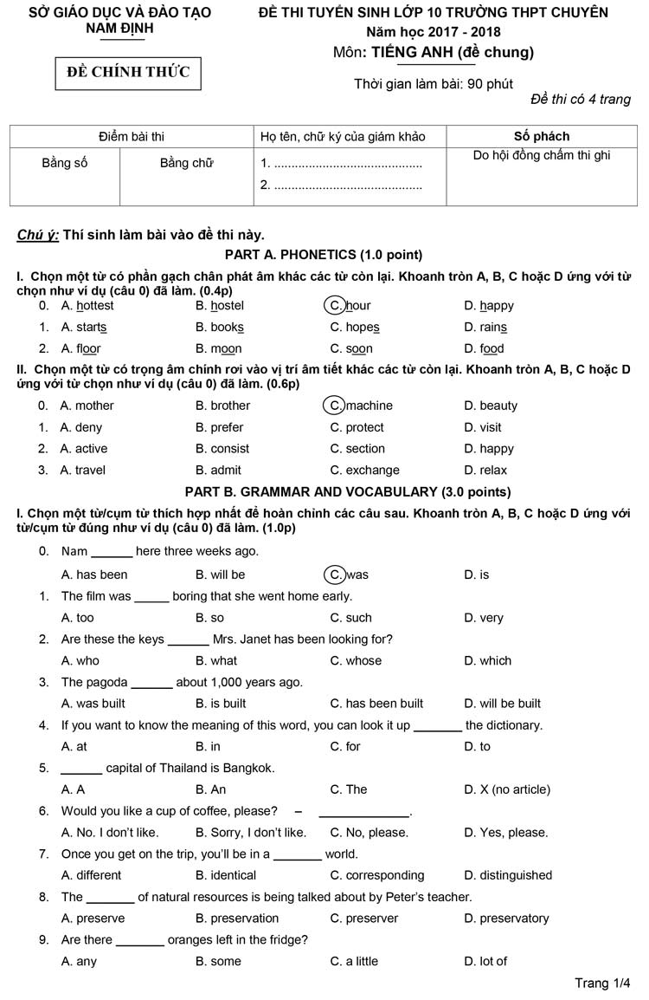 SỞ GIÁO DỤC VÀ ĐÀO TẠO
NAM ĐỊNH
ĐỀ CHÍNH THỨC
ĐỀ THI TUYỂN SINH LỚP 10 TRƯỜNG THPT CHUYÊN
Năm học 2017 - 2018
Môn: TIẾNG ANH (đề chung)
Thời gian làm bài: 90 phút
Đề thi có 4 trang
Điểm bài thi Họ tên, chữ ký của giám khảo Số phách
Bằng số Bằng chữ 1. .......................................... Do hội đồng chấm thi ghi
2. ..........................................
Chú ý: Thí sinh làm bài vào đề thi này.
PART A. PHONETICS (1.0 point)
I. Chọn một từ có phần gạch chân phát âm khác các từ còn lại. Khoanh tròn A, B, C hoặc D ứng với từ
chọn như ví dụ (câu 0) đã làm. (0.4p)
0. A. hottest B. hostel C. hour D. happy
1. A. starts B. books C. hopes D. rains
2. A. floor B. moon C. soon D. food
II. Chọn một từ có trọng âm chính rơi vào vị trí âm tiết khác các từ còn lại. Khoanh tròn A, B, C hoặc D
ứng với từ chọn như ví dụ (câu 0) đã làm. (0.6p)
0. A. mother B. brother C. machine D. beauty
1. A. deny B. prefer C. protect D. visit
2. A. active B. consist C. section D. happy
3. A. travel B. admit C. exchange D. relax
PART B. GRAMMAR AND VOCABULARY (3.0 points)
I. Chọn một từ/cụm từ thích hợp nhất để hoàn chỉnh các câu sau. Khoanh tròn A, B, C hoặc D ứng với
từ/cụm từ đúng như ví dụ (câu 0) đã làm. (1.0p)
0. Nam ______ here three weeks ago.
A. has been B. will be C. was D. is
1. The film was _____ boring that she went home early.
A. too B. so C. such D. very
2. Are these the keys ______ Mrs. Janet has been looking for?
A. who B. what C. whose D. which
3. The pagoda ______ about 1,000 years ago.
A. was built B. is built C. has been built D. will be built
4. If you want to know the meaning of this word, you can look it up _______ the dictionary.
A. at B. in C. for D. to
5. ______ capital of Thailand is Bangkok.
A. A B. An C. The D. X (no article)
6. Would you like a cup of coffee, please? – _____________.
A. No. I don't like. B. Sorry, I don't like. C. No, please. D. Yes, please.
7. Once you get on the trip, you'll be in a _______ world.
A. different B. identical C. corresponding D. distinguished
8. The _______ of natural resources is being talked about by Peter's teacher.
A. preserve B. preservation C. preserver D. preservatory
9. Are there _______ oranges left in the fridge?
A. any B. some C. a little D. lot of
Trang 1/4